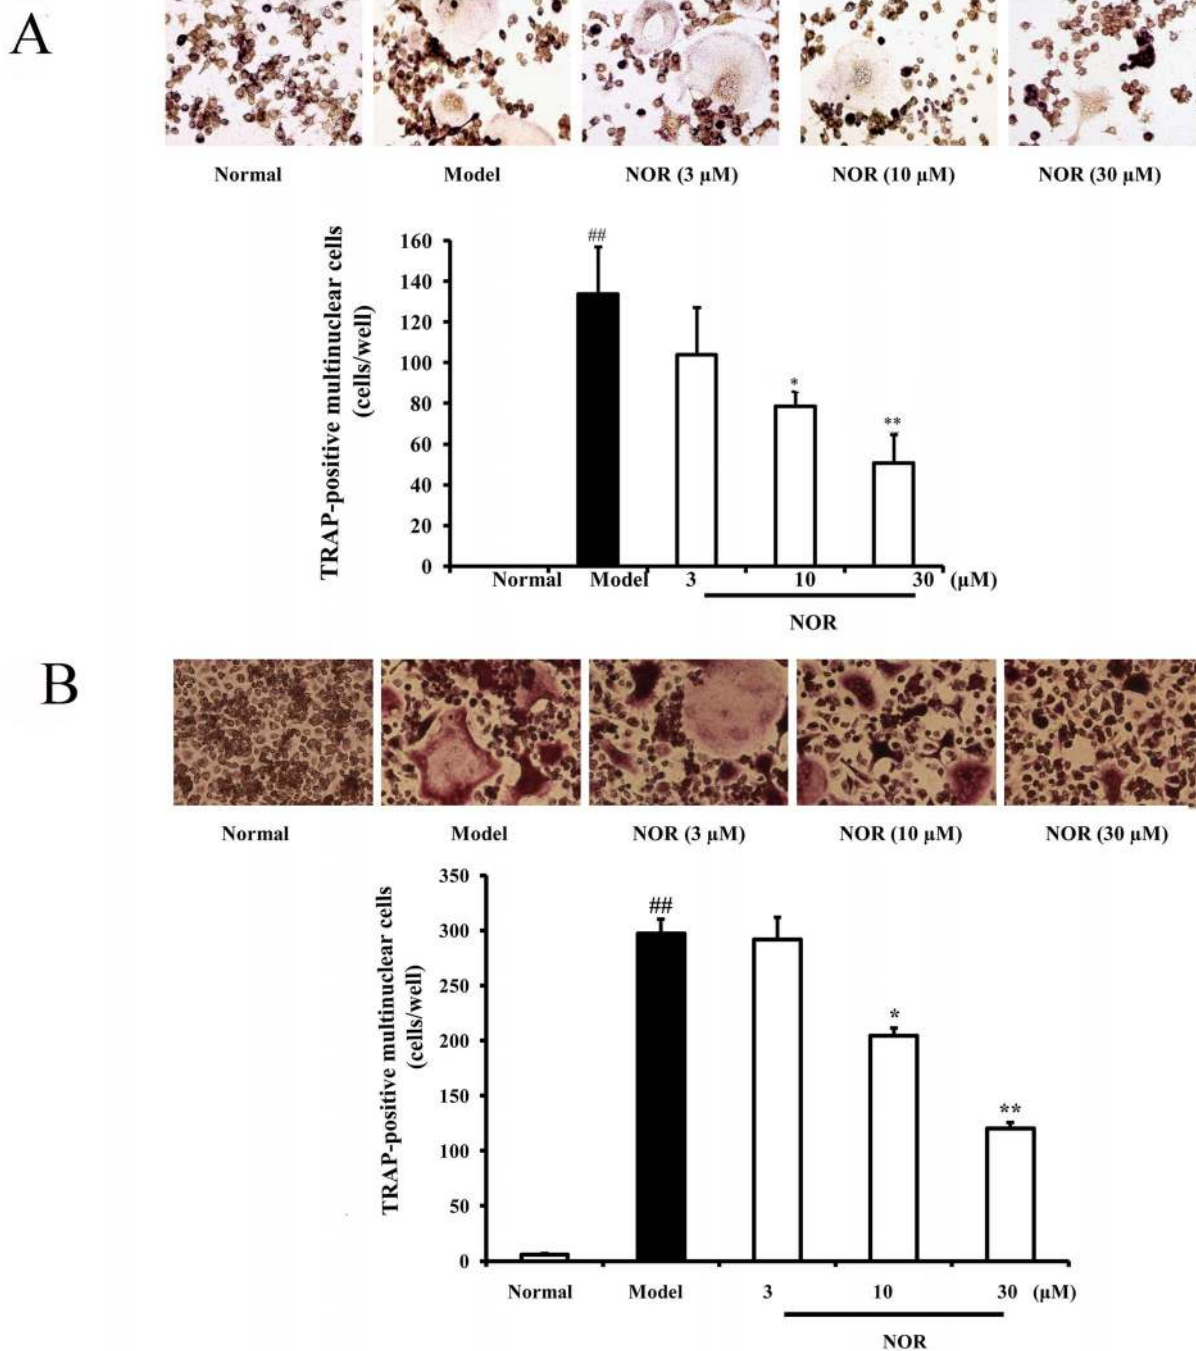 A
Normal
Model
NOR (3 μM)
NOR (10 μM)
NOR (30 μM)
TRAP-positive multinuclear cells
(cells/well)
160
140
120
100
80
60
40
20
0
##
*
**
Normal
Model
3
10
30
(μM)
NOR
B
Normal
Model
NOR (3 μM)
NOR (10 μM)
NOR (30 μM)
TRAP-positive multinuclear cells
(cells/well)
350
300
250
200
150
100
50
0
##
*
**
Normal
Model
3
10
30
(μM)
NOR